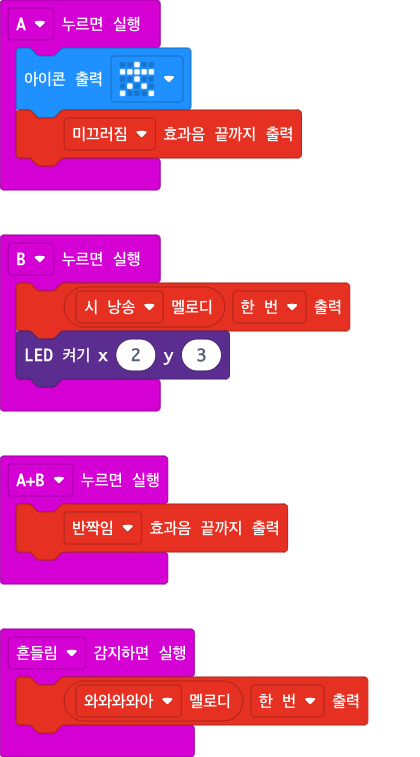 A 누르면 실행
아이콘 출력
미끄러짐 효과음 끝까지 출력
B 누르면 실행
시 낭송 멜로디 한 번 출력
LED 켜기 x 2 y 3
A+B 누르면 실행
반짝임 효과음 끝까지 출력
흔들림 감지하면 실행
와와와와아 멜로디 한 번 출력